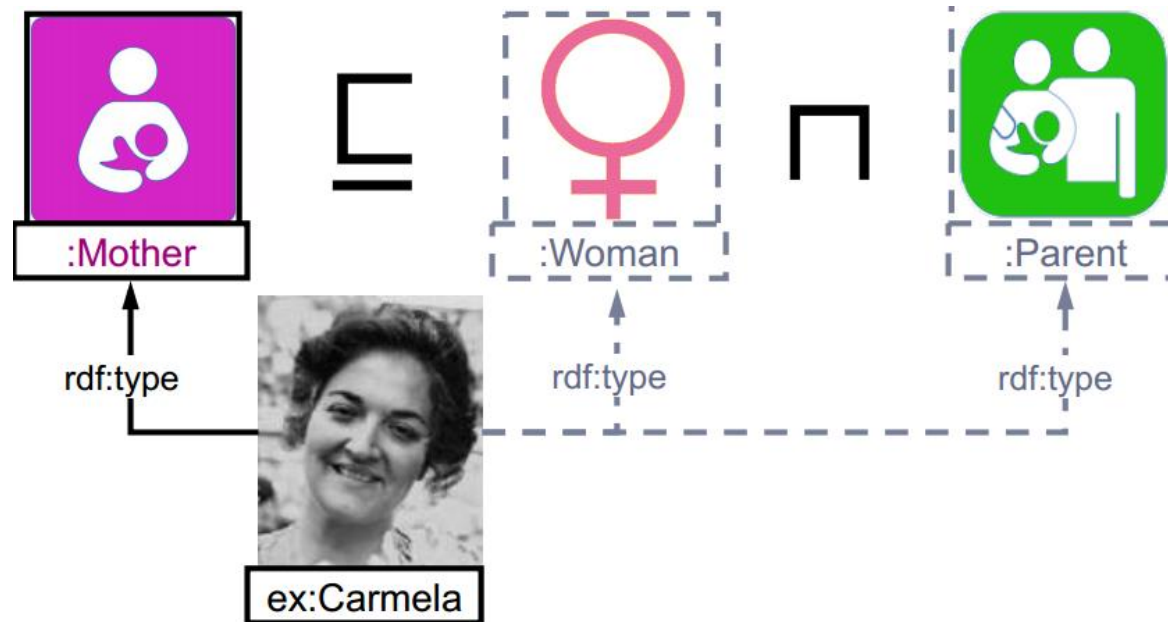 ⊑
⊓
:Mother
:Woman
:Parent
rdf:type
rdf:type
rdf:type
ex:Carmela